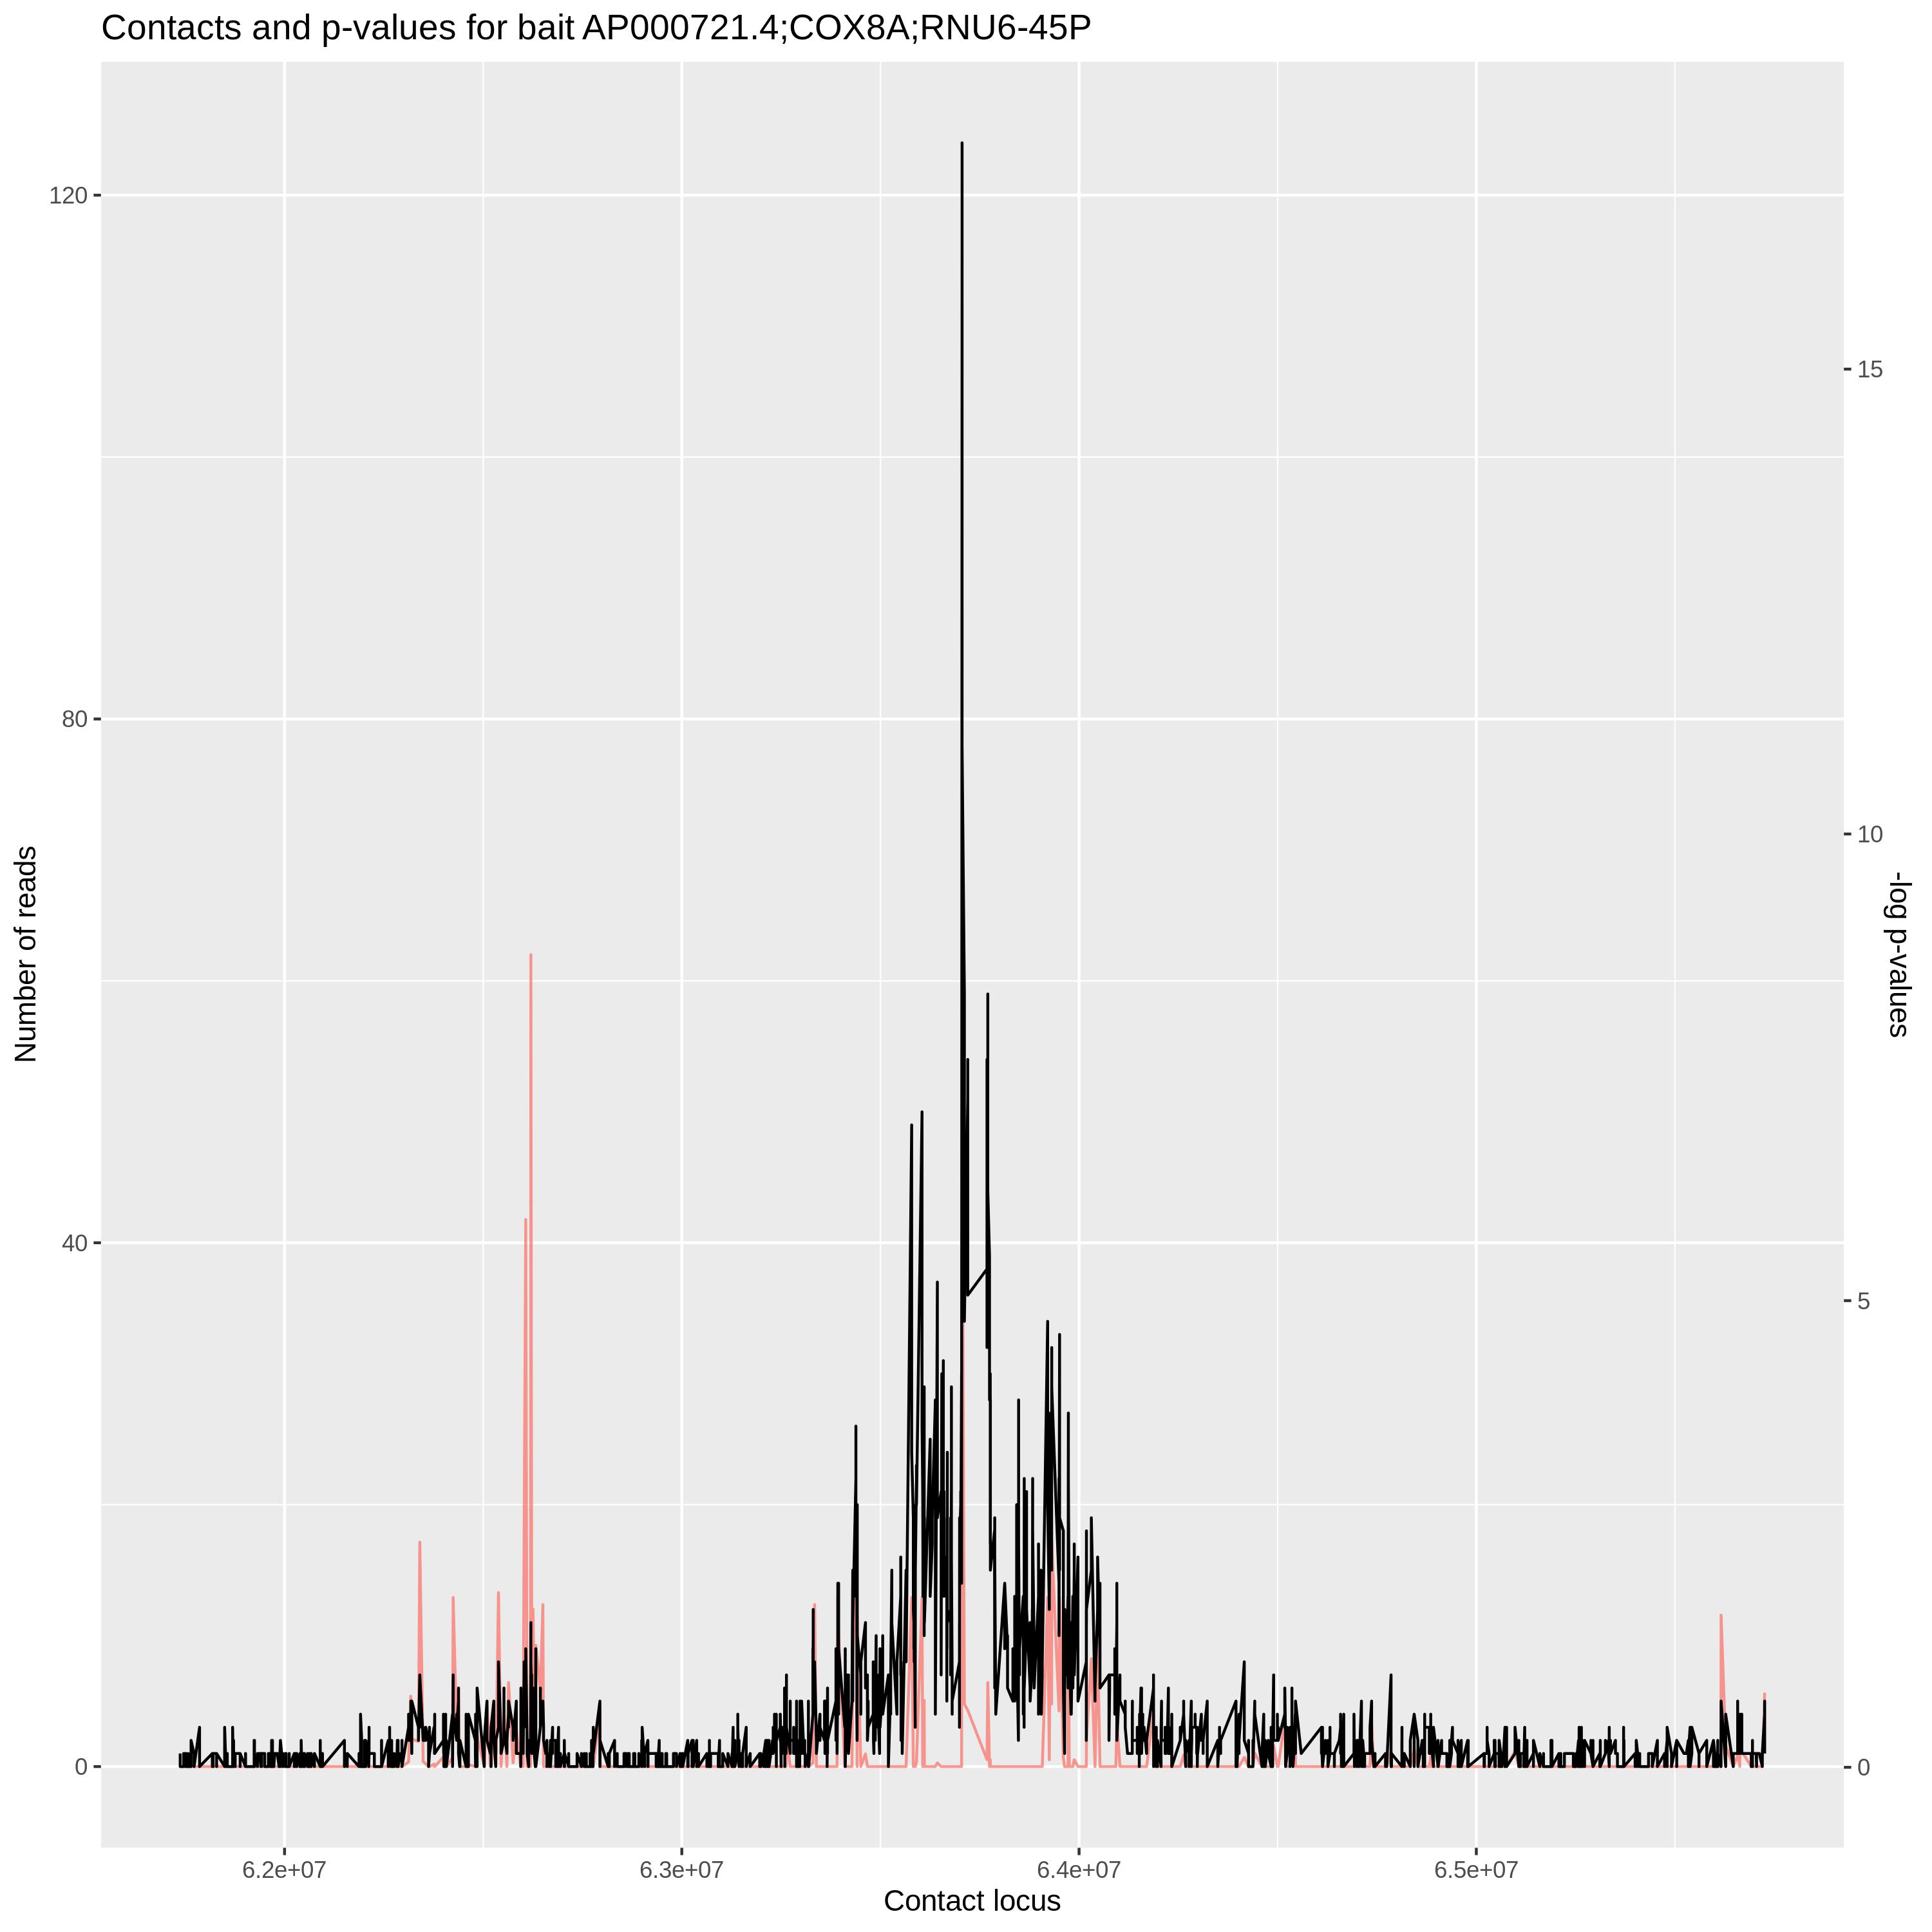 Contacts and p-values for bait AP000721.4;COX8A;RNU6-45P
120
80
40
0
Number of reads
15
10
5
0
-log p-values
6.2e+07
6.3e+07
6.4e+07
6.5e+07
Contact locus